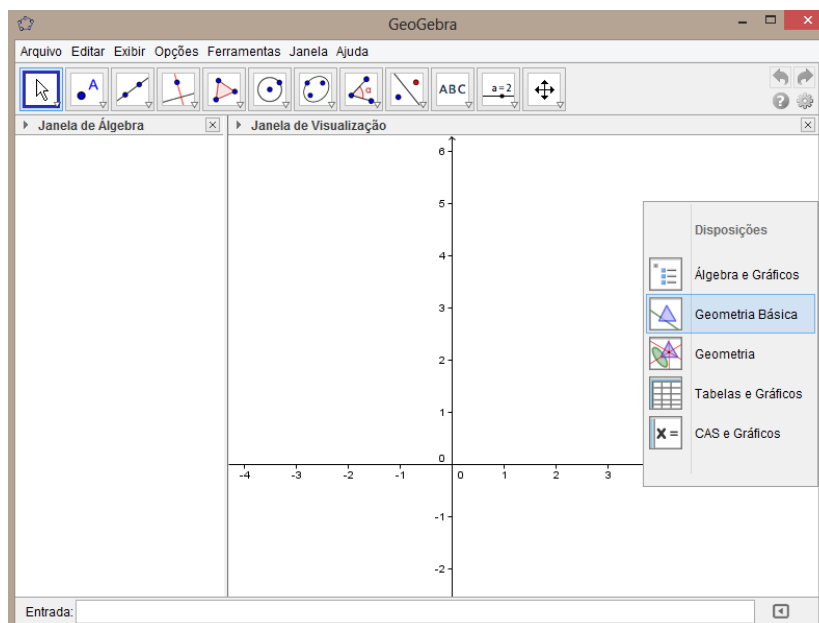 GeoGebra
Arquivo Editar Exibir Opções Ferramentas Janela Ajuda
A
α
ABC
a=2
Janela de Álgebra
Janela de Visualização
6
5
4
3
2
1
0
-4 -3 -2 -1 0 1 2 3
-1
-2
Disposições
Álgebra e Gráficos
Geometria Básica
Geometria
Tabelas e Gráficos
X =
CAS e Gráficos
Entrada: